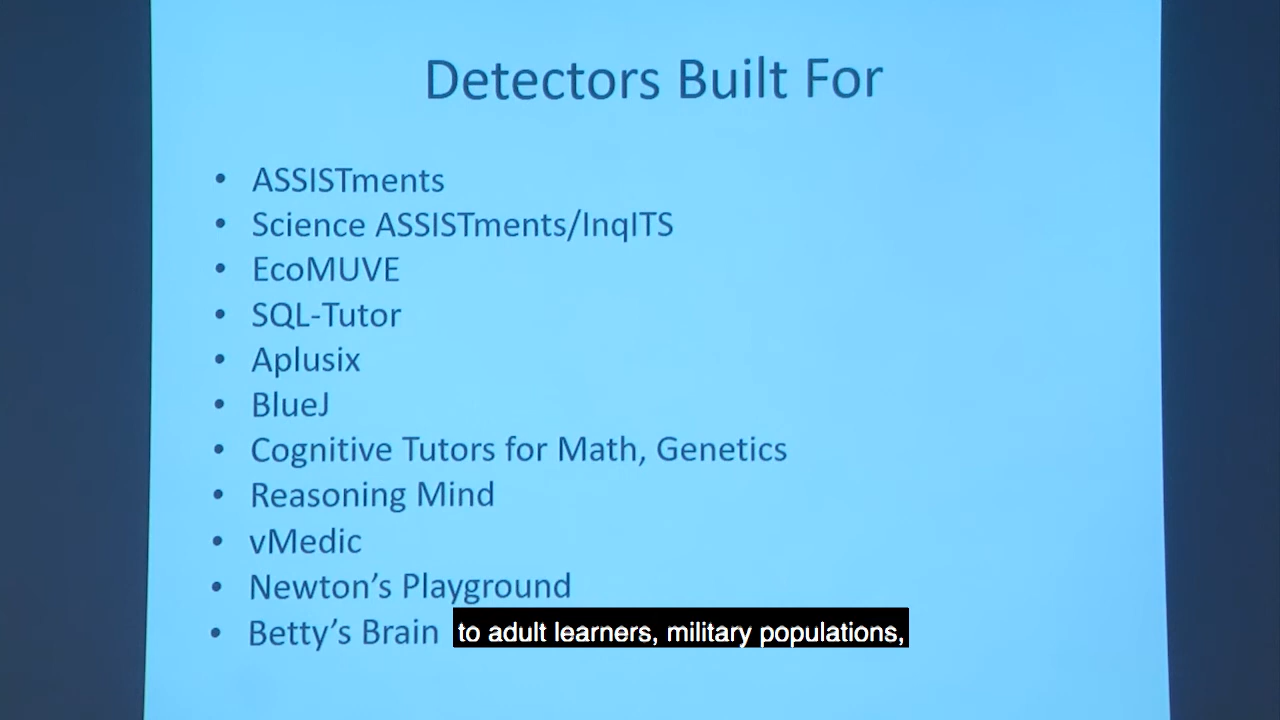 Detectors Built For
• ASSISTments
• Science ASSISTments/InqITS
• EcoMUVE
• SQL-Tutor
• Aplusix
• BlueJ
• Cognitive Tutors for Math, Genetics
• Reasoning Mind
• vMedic
• Newton's Playground
• Betty's Brain
to adult learners, military populations,